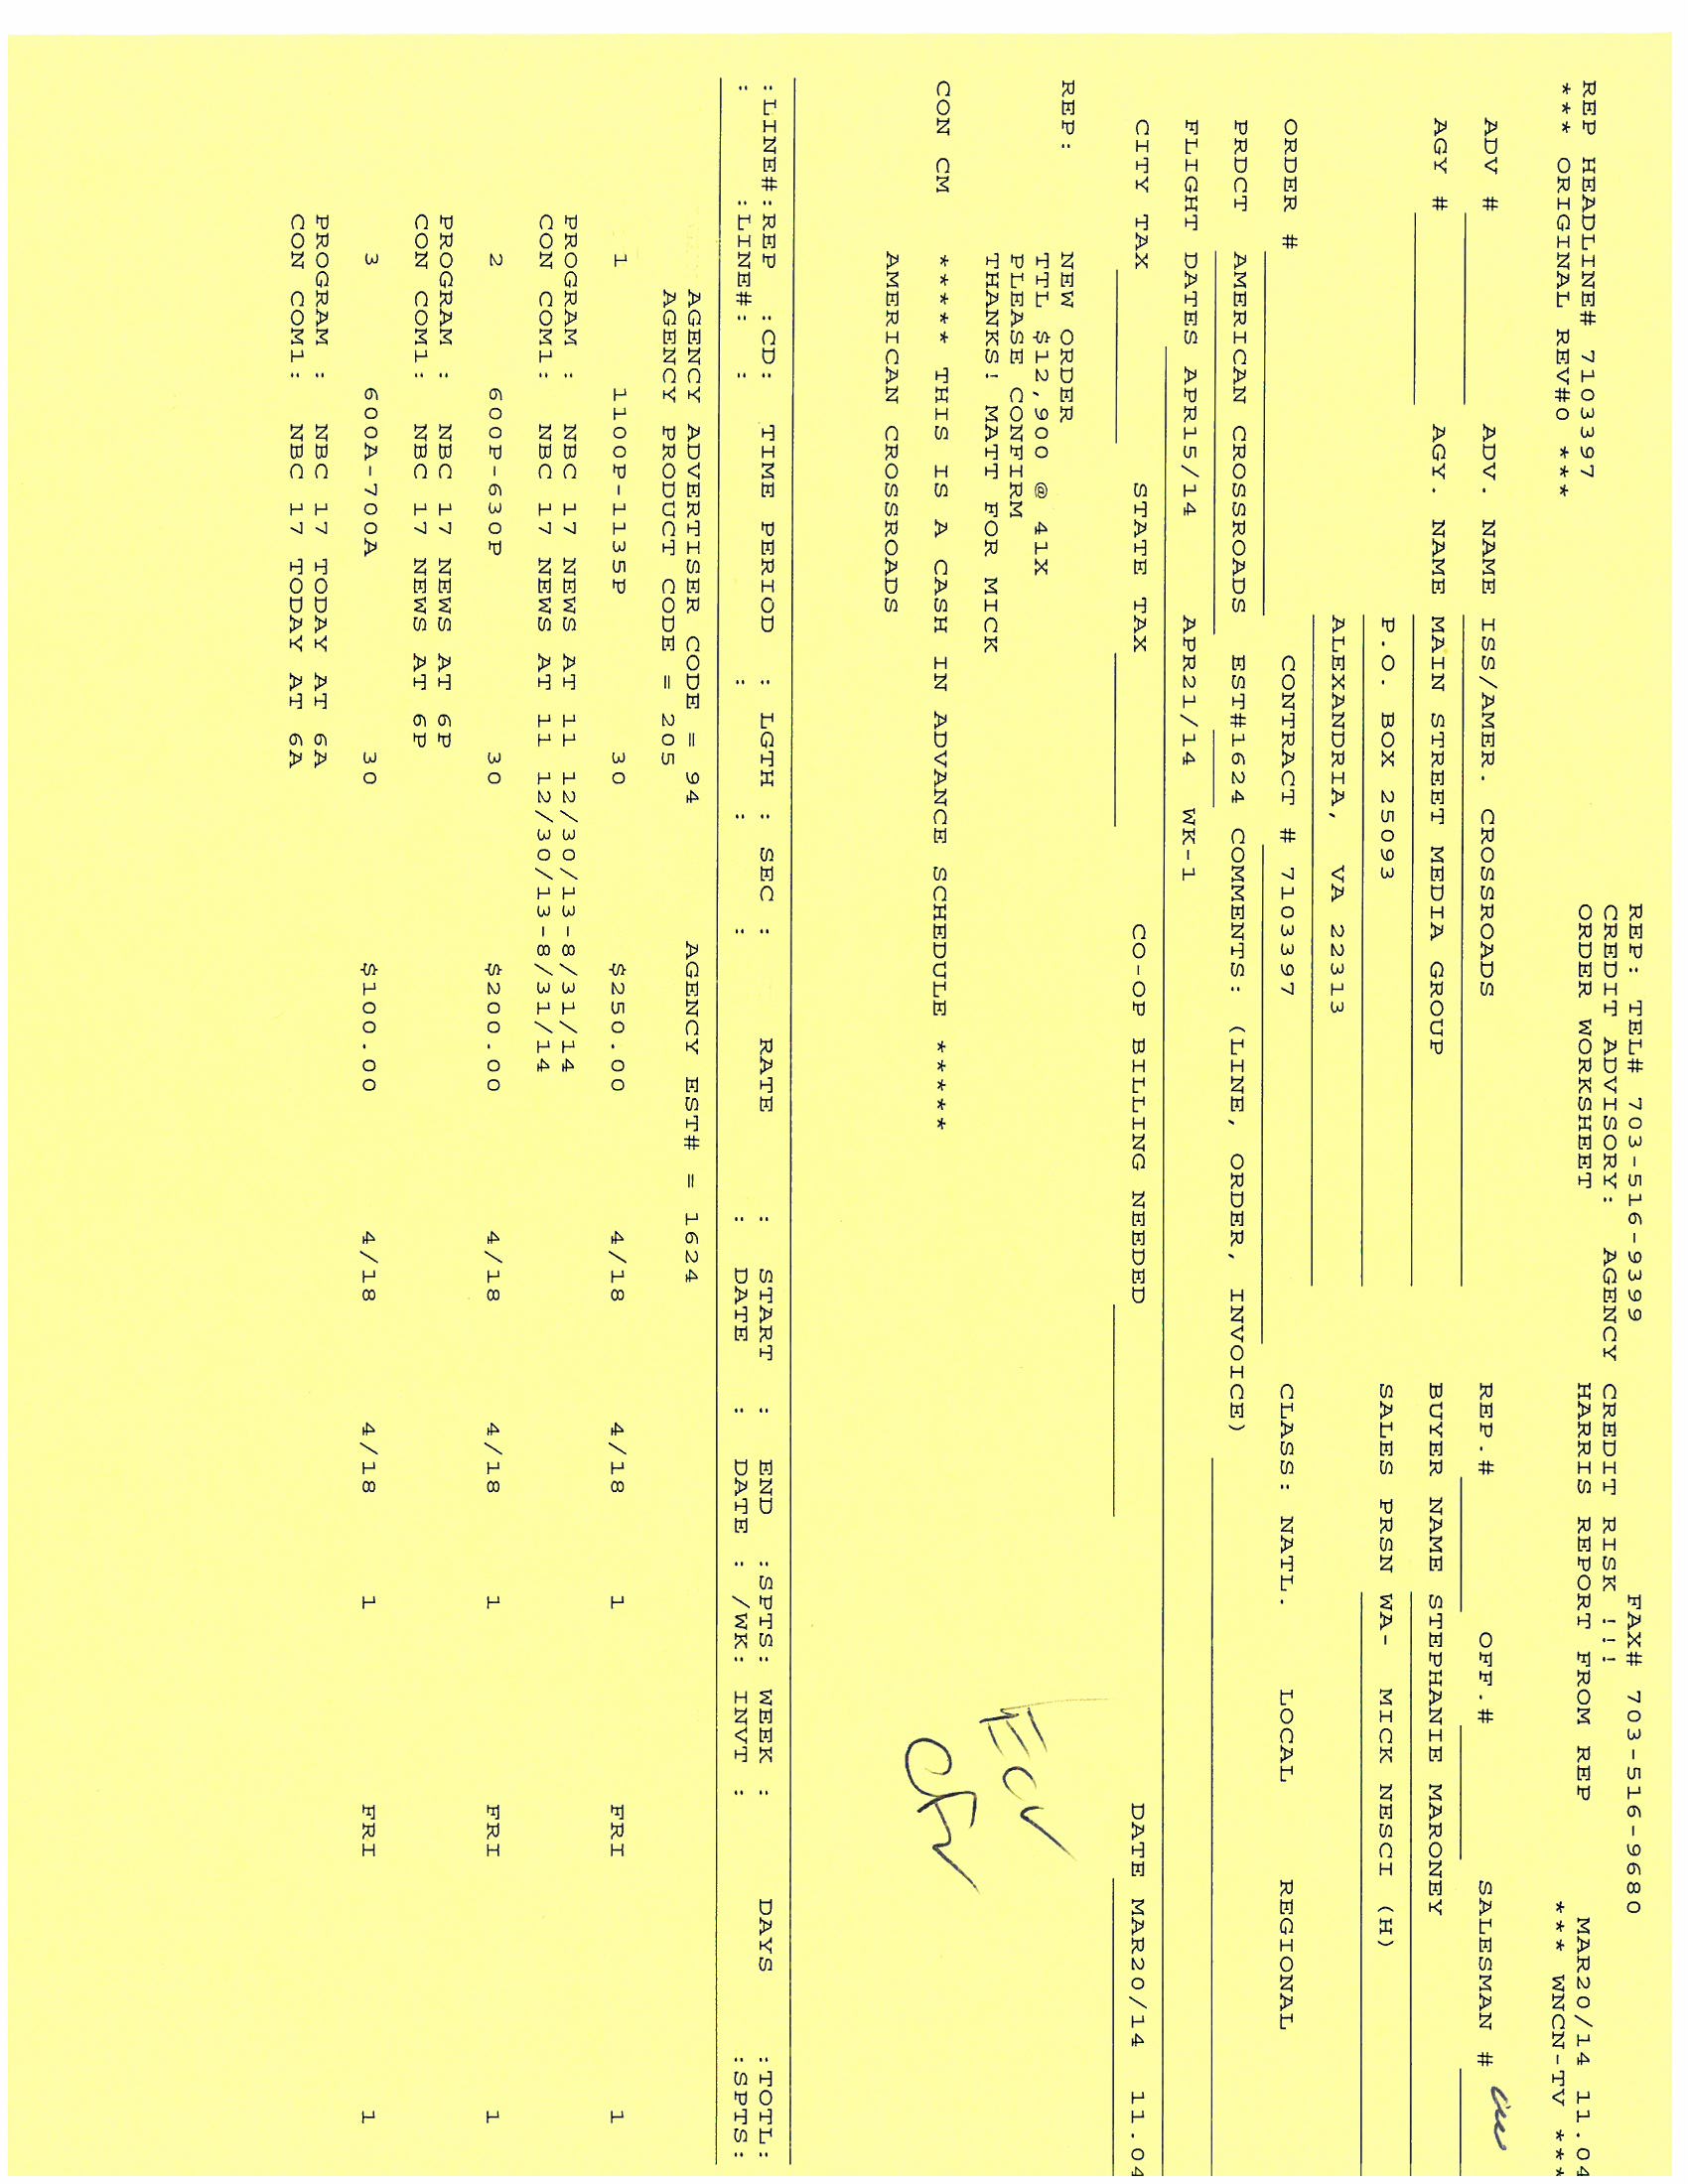 REP: TEL# 703-516-9399 FAX# 703-516-9680
CREDIT ADVISORY: AGENCY CREDIT RISK !!!
REP HEADLINE# 7103397 ORDER WORKSHEET HARRIS REPORT FROM REP MAR20/14 11.04
*** ORIGINAL REV#0 *** *** WNCN-TV ***
ADV # ADV. NAME ISS/AMER. CROSSROADS REP.# OFF.# SALESMAN #
AGY # AGY. NAME MAIN STREET MEDIA GROUP BUYER NAME STEPHANIE MARONEY
P.O. BOX 25093 SALES PRSN WA- MICK NESCI (H)
ALEXANDRIA, VA 22313
ORDER # CONTRACT # 7103397 CLASS: NATL. LOCAL REGIONAL
PRDCT AMERICAN CROSSROADS EST#1624 COMMENTS: (LINE, ORDER, INVOICE)
FLIGHT DATES APR15/14 APR21/14 WK-1
CITY TAX STATE TAX CO-OP BILLING NEEDED DATE MAR20/14 11.04
REP: NEW ORDER
TTL $12,900 @ 41X
PLEASE CONFIRM
THANKS! MATT FOR MICK
CON CM ***** THIS IS A CASH IN ADVANCE SCHEDULE *****
AMERICAN CROSSROADS
:LINE#:REP :CD: TIME PERIOD : LGTH : SEC : RATE : START : END :SPTS: WEEK : DAYS :TOTL:
: :LINE#: : : : : : DATE : DATE : /WK: INVT : :SPTS:
AGENCY ADVERTISER CODE = 94 AGENCY EST# = 1624
AGENCY PRODUCT CODE = 205
1 1100P-1135P 30 $250.00 4/18 4/18 1 FRI 1
PROGRAM : NBC 17 NEWS AT 11 12/30/13-8/31/14
CON COM1: NBC 17 NEWS AT 11 12/30/13-8/31/14
2 600P-630P 30 $200.00 4/18 4/18 1 FRI 1
PROGRAM : NBC 17 NEWS AT 6P
CON COM1: NBC 17 NEWS AT 6P
3 600A-700A 30 $100.00 4/18 4/18 1 FRI 1
PROGRAM : NBC 17 TODAY AT 6A
CON COM1: NBC 17 TODAY AT 6A